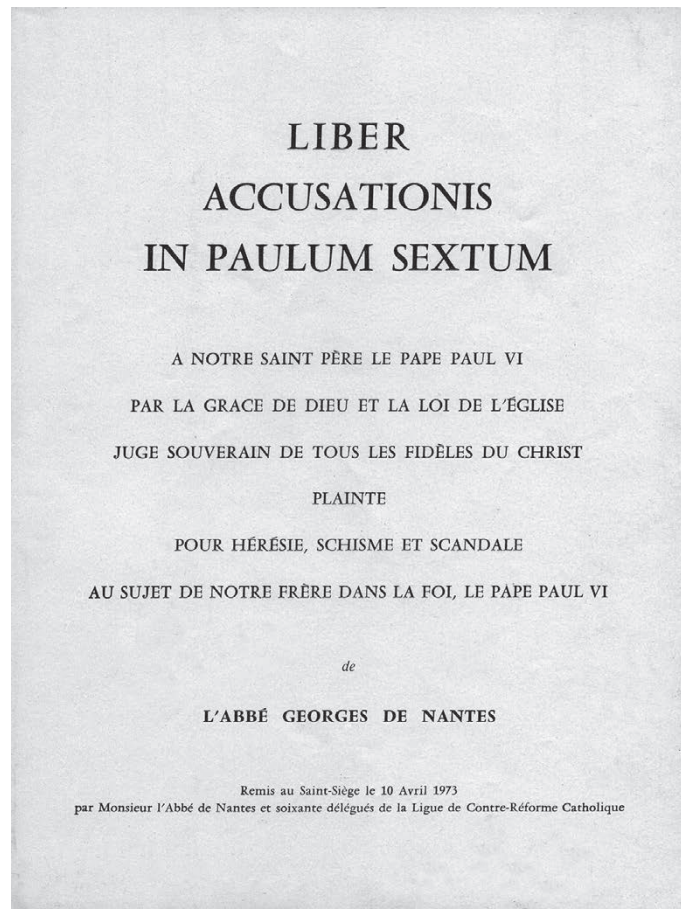 LIBER
ACCUSATIONIS
IN PAULUM SEXTUM
A NOTRE SAINT PÈRE LE PAPE PAUL VI
PAR LA GRACE DE DIEU ET LA LOI DE L'ÉGLISE
JUGE SOUVERAIN DE TOUS LES FIDÈLES DU CHRIST
PLAINTE
POUR HÉRÉSIE, SCHISME ET SCANDALE
AU SUJET DE NOTRE FRÈRE DANS LA FOI, LE PAPE PAUL VI
de
L'ABBÉ GEORGES DE NANTES
Remis au Saint-Siège le 10 Avril 1973
par Monsieur l'Abbé de Nantes et soixante délégués de la Ligue de Contre-Réforme Catholique